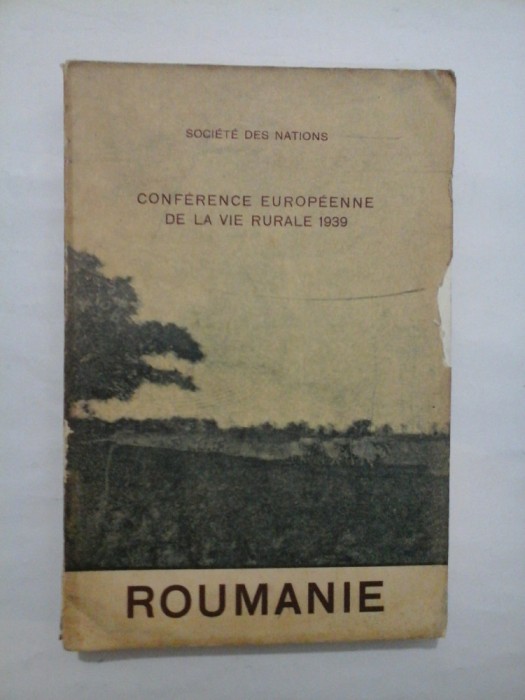 SOCIÉTÉ DES NATIONS
CONFÉRENCE EUROPÉENNE
DE LA VIE RURALE 1939
ROUMANIE